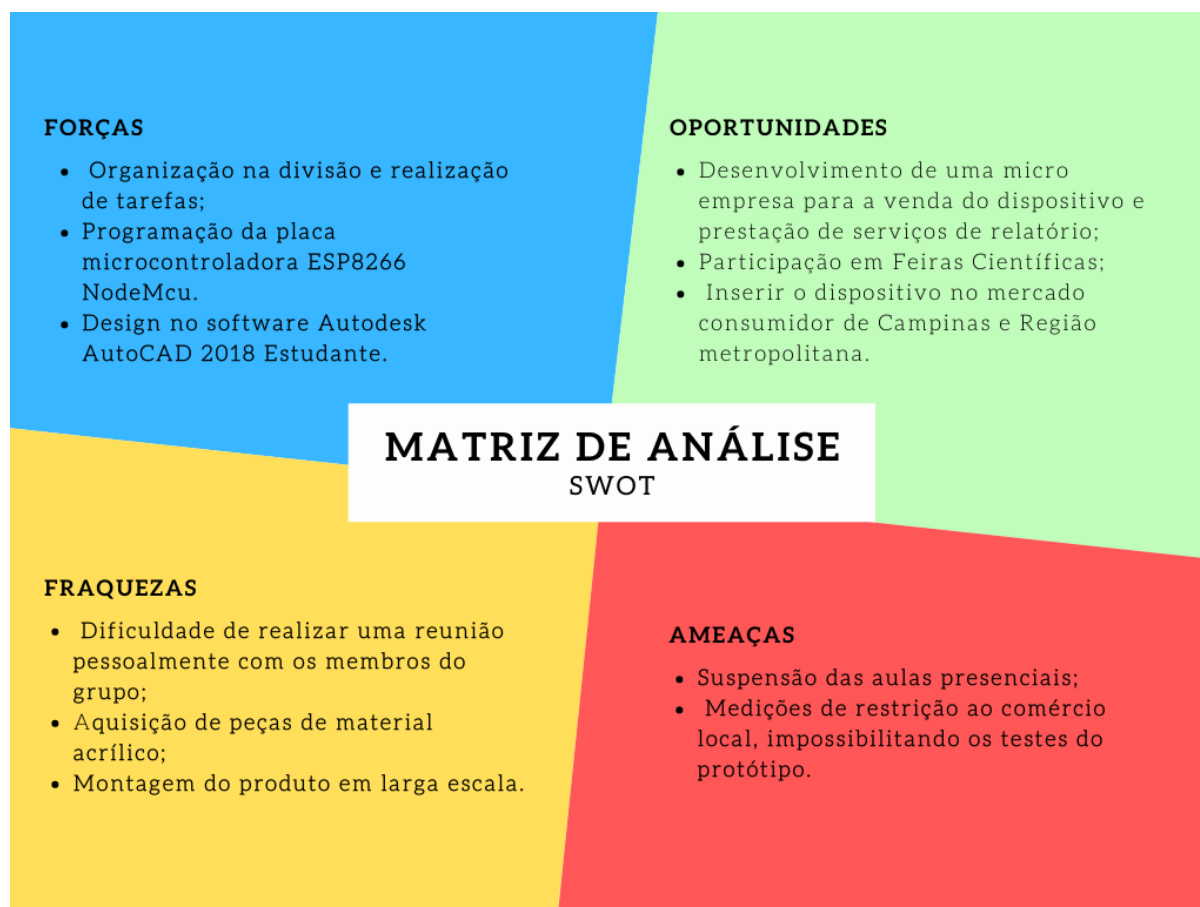 FORÇAS
• Organização na divisão e realização
de tarefas;
• Programação da placa
microcontroladora ESP8266
NodeMcu.
• Design no software Autodesk
AutoCAD 2018 Estudante.
OPORTUNIDADES
• Desenvolvimento de uma micro
empresa para a venda do dispositivo e
prestação de serviços de relatório;
• Participação em Feiras Científicas;
• Inserir o dispositivo no mercado
consumidor de Campinas e Região
metropolitana.
MATRIZ DE ANÁLISE
SWOT
FRAQUEZAS
• Dificuldade de realizar uma reunião
pessoalmente com os membros do
grupo;
• Aquisição de peças de material
acrílico;
• Montagem do produto em larga escala.
AMEAÇAS
• Suspensão das aulas presenciais;
• Medições de restrição ao comércio
local, impossibilitando os testes do
protótipo.